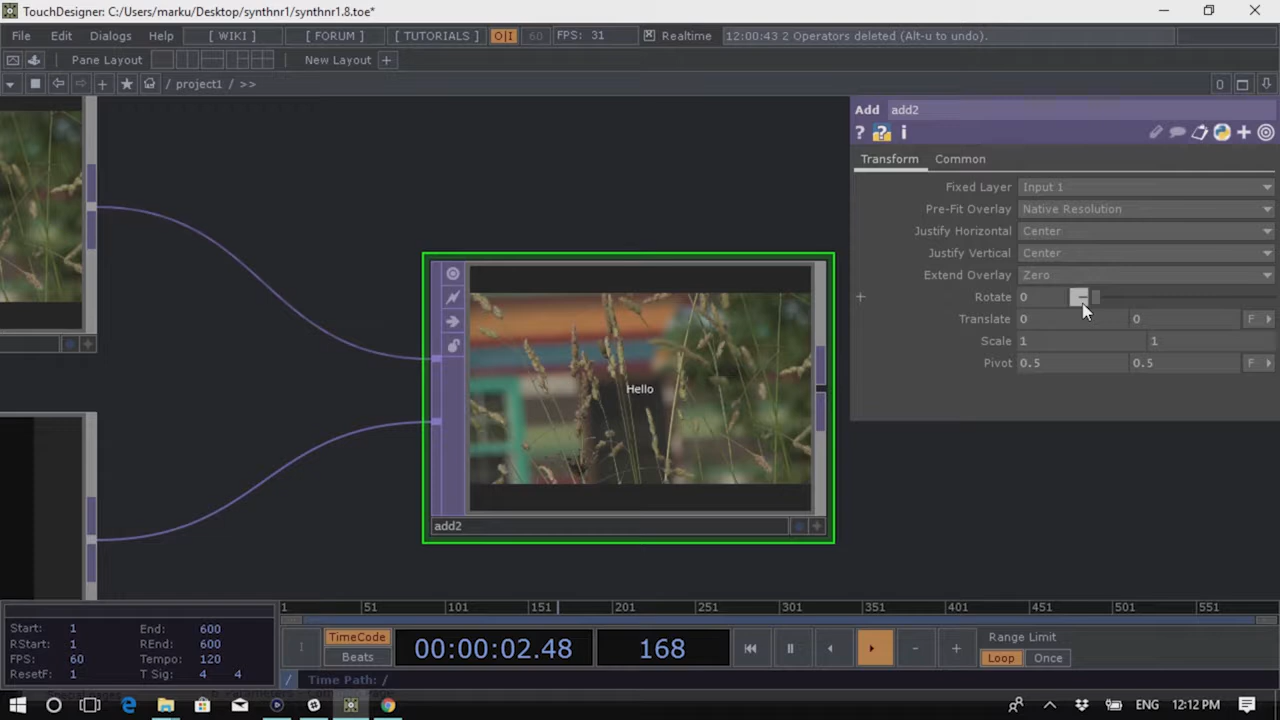 TouchDesigner: C:/Users/marku/Desktop/synthnr1/synthnr1.8.toe*
File Edit Dialogs Help [ WIKI ] [ FORUM ] [ TUTORIALS ] O|I 60 FPS: 31 Realtime 12:00:43 2 Operators deleted (Alt-u to undo).
Pane Layout New Layout +
/ project1 / >> 0
Add add2
? ? i
Transform Common
Fixed Layer Input 1
Pre-Fit Overlay Native Resolution
Justify Horizontal Center
Justify Vertical Center
Extend Overlay Zero
Rotate 0
Translate 0 0 F
Scale 1 1
Pivot 0.5 0.5 F
Hello
add2
1 51 101 151 201 251 301 351 401 451 501 551
Start: 1 End: 600
RStart: 1 REnd: 600
FPS: 60 Tempo: 120
ResetF: 1 T Sig: 4 4
TimeCode
Beats
00:00:02.48 168
Range Limit
Loop Once
/ Time Path: /
ENG 12:12 PM